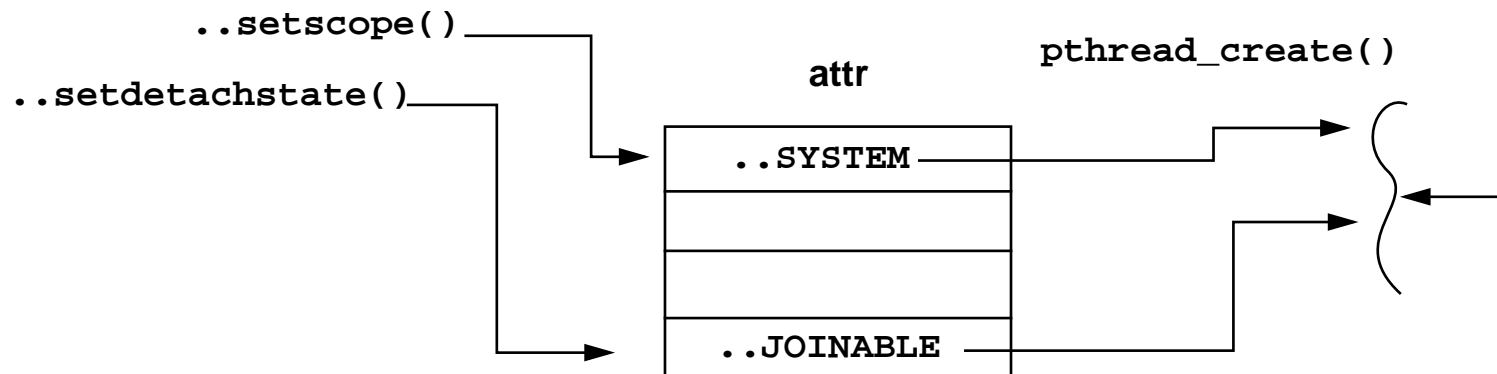 ..setscope()
pthread_create()
attr
..setdetachstate()
..SYSTEM
..JOINABLE